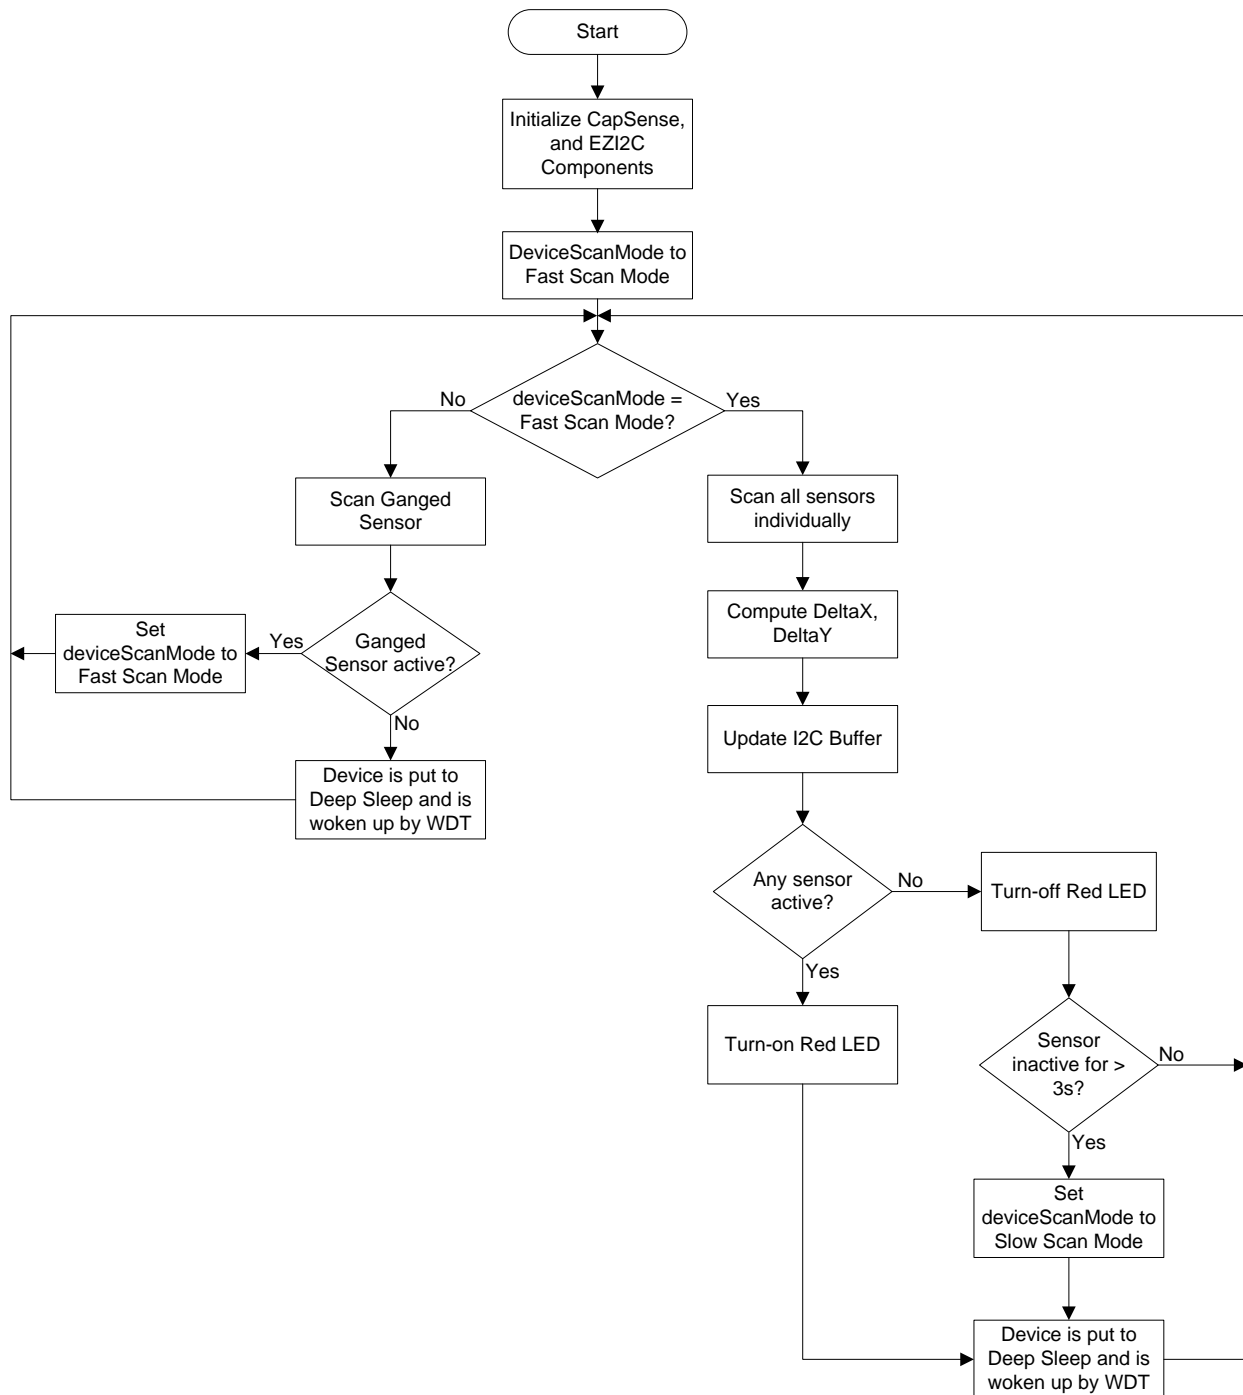 Start
Initialize CapSense,
and EZI2C
Components
DeviceScanMode to
Fast Scan Mode
deviceScanMode =
Fast Scan Mode?
No
Yes
Scan Ganged
Sensor
Scan all sensors
individually
Ganged
Sensor active?
Yes
Set
deviceScanMode to
Fast Scan Mode
No
Device is put to
Deep Sleep and is
woken up by WDT
Compute DeltaX,
DeltaY
Update I2C Buffer
Any sensor
active?
No
Turn-off Red LED
Yes
Turn-on Red LED
Sensor
inactive for >
3s?
No
Yes
Set
deviceScanMode to
Slow Scan Mode
Device is put to
Deep Sleep and is
woken up by WDT